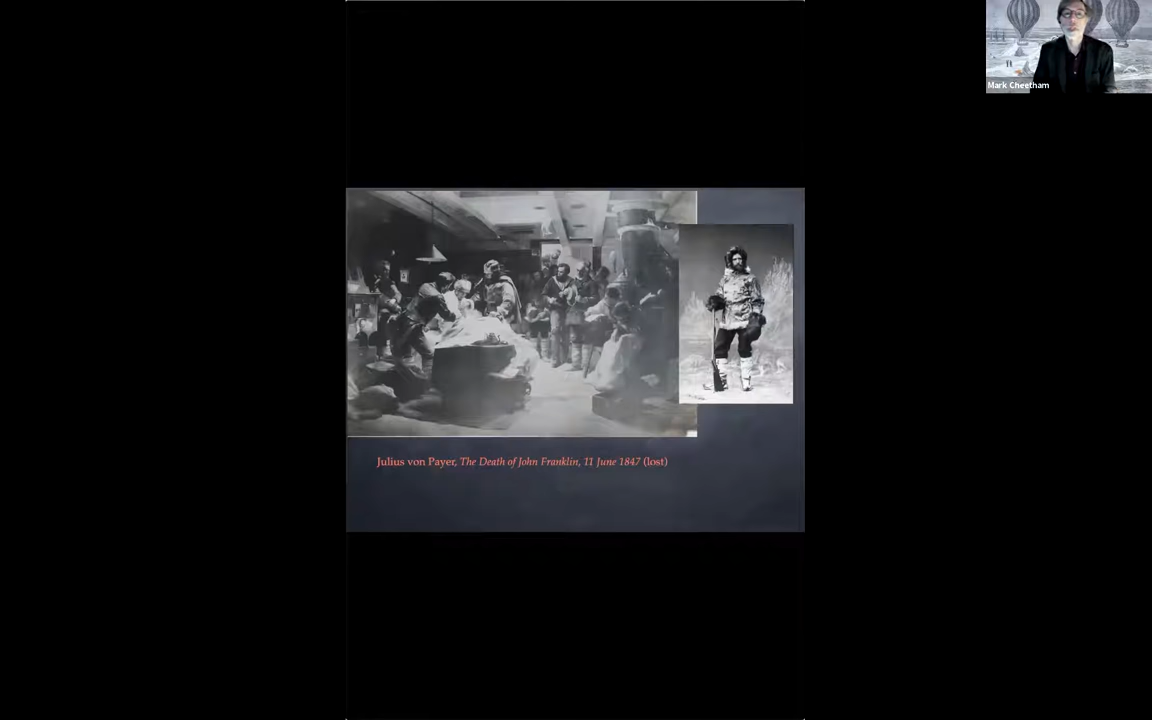 Mark Cheetham
Julius von Payer, The Death of John Franklin, 11 June 1847 (lost)